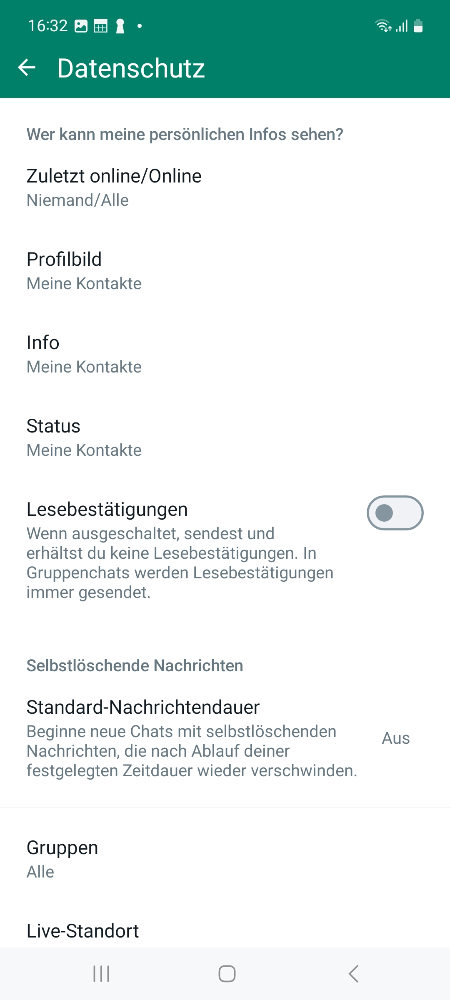 16:32
Datenschutz
Wer kann meine persönlichen Infos sehen?
Zuletzt online/Online
Niemand/Alle
Profilbild
Meine Kontakte
Info
Meine Kontakte
Status
Meine Kontakte
Lesebestätigungen
Wenn ausgeschaltet, sendest und
erhältst du keine Lesebestätigungen. In
Gruppenchats werden Lesebestätigungen
immer gesendet.
Selbstlöschende Nachrichten
Standard-Nachrichtendauer
Beginne neue Chats mit selbstlöschenden
Nachrichten, die nach Ablauf deiner
festgelegten Zeitdauer wieder verschwinden.
Aus
Gruppen
Alle
Live-Standort